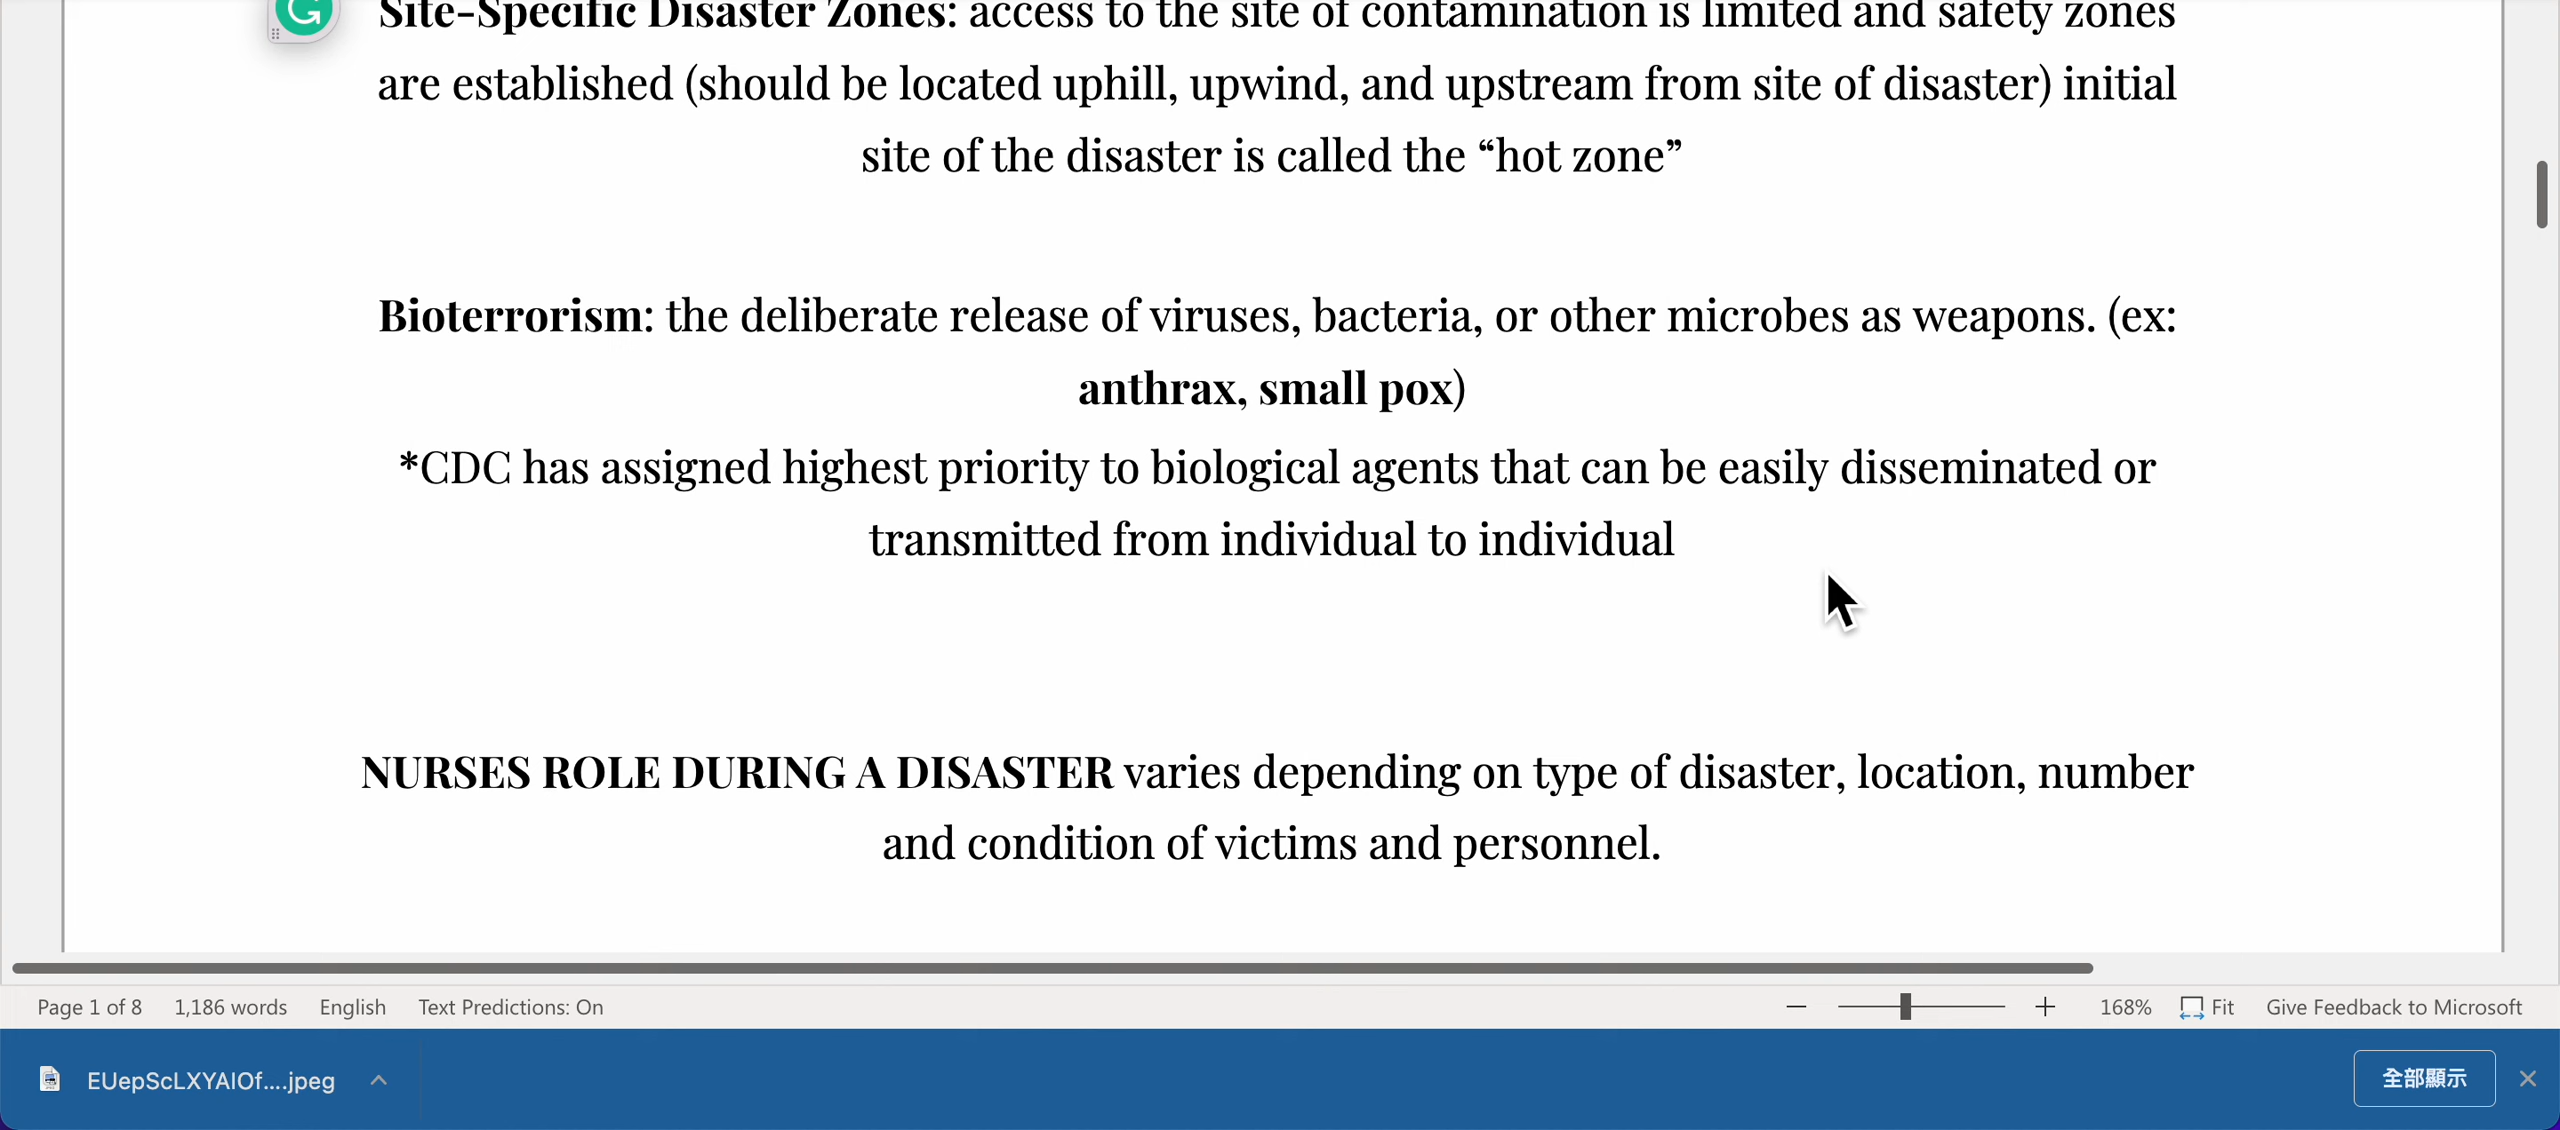 Site-Specific Disaster Zones: access to the site of contamination is limited and safety zones
are established (should be located uphill, upwind, and upstream from site of disaster) initial
site of the disaster is called the “hot zone”
Bioterrorism: the deliberate release of viruses, bacteria, or other microbes as weapons. (ex:
anthrax, small pox)
*CDC has assigned highest priority to biological agents that can be easily disseminated or
transmitted from individual to individual
NURSES ROLE DURING A DISASTER varies depending on type of disaster, location, number
and condition of victims and personnel.
Page 1 of 8 1,186 words English Text Predictions: On 168% Fit Give Feedback to Microsoft
EUepScLXYAIOf....jpeg 全部顯示